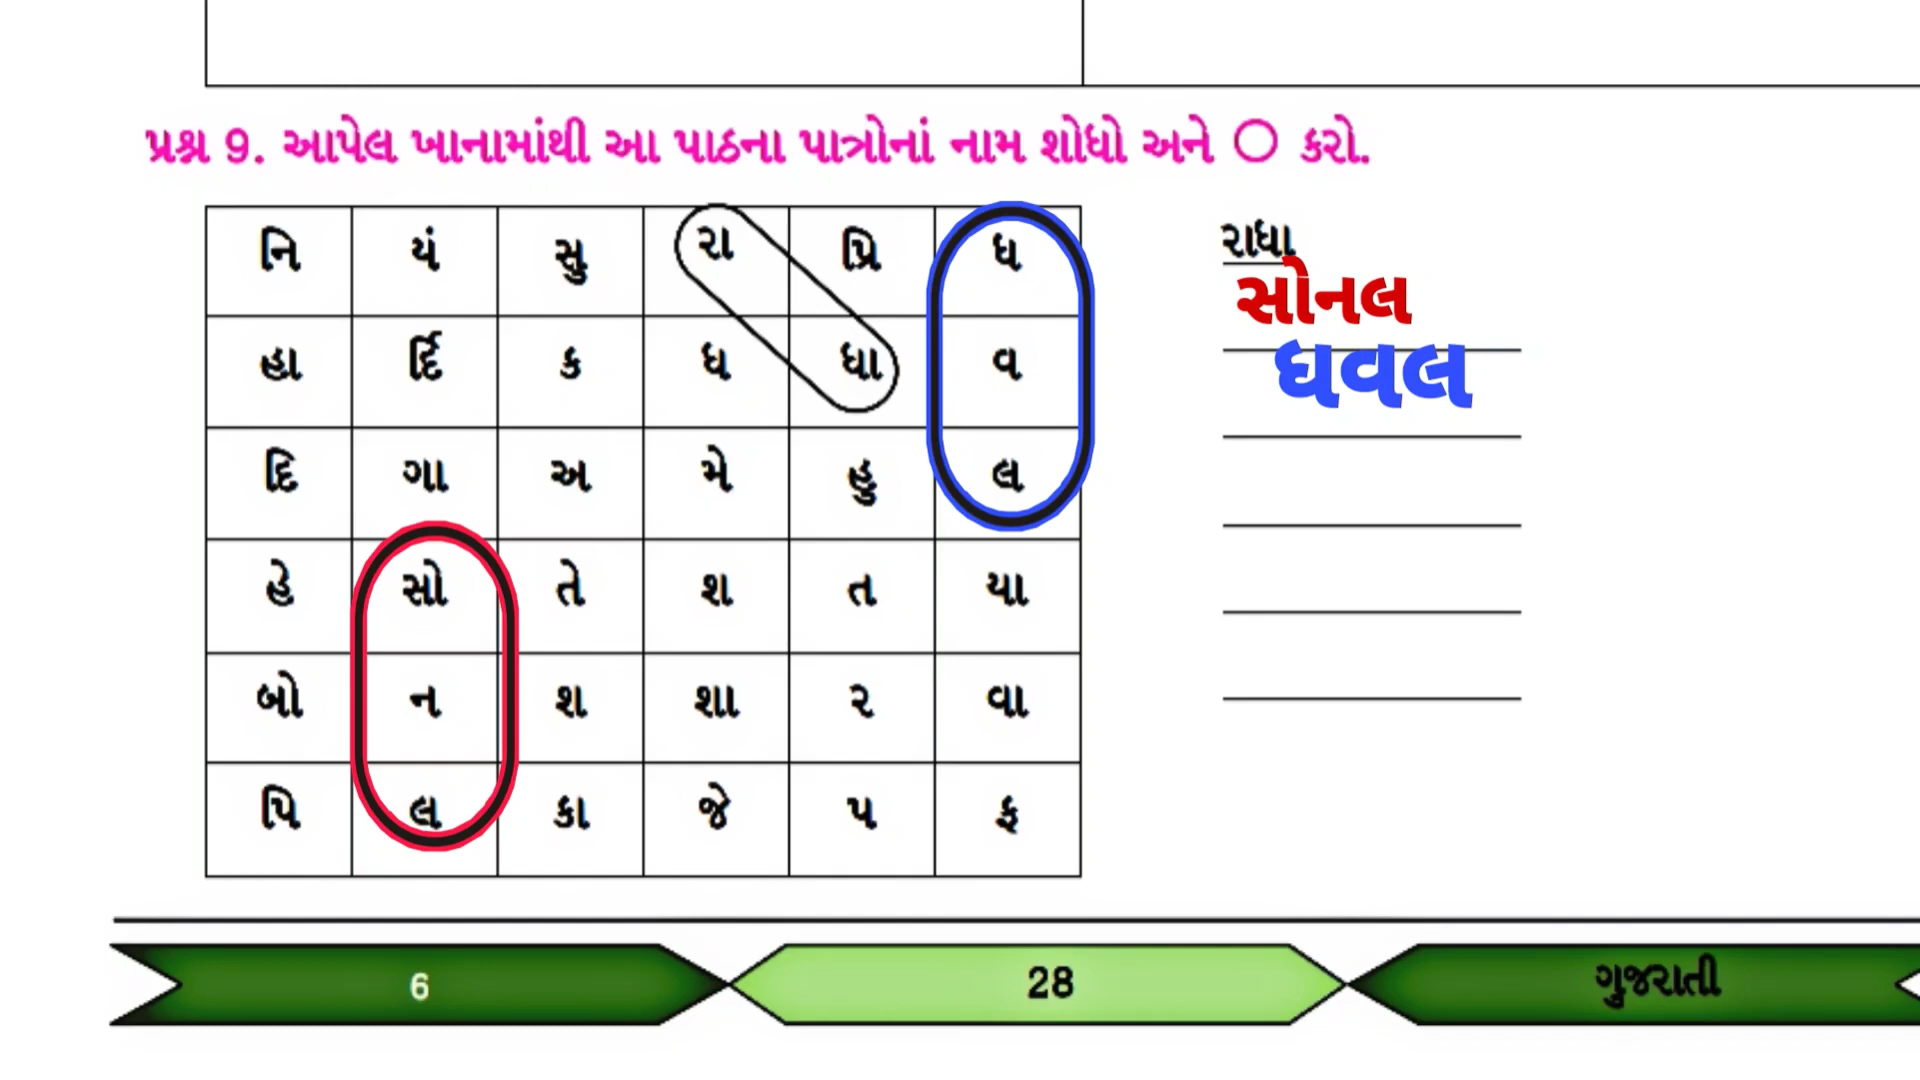 પ્રશ્ન 9. આપેલ ખાનામાંથી આ પાઠના પાત્રોનાં નામ શોધો અને ○ કરો.
નિ યં સુ રા પ્રિ ધ
હા ર્દિ ક ધ ધા વ
દિ ગા અ મે હુ લ
હે સો તે શ ત યા
બો ન શ શા ર વા
પિ લ કા જે પ ફ
રાધા
સોનલ
ધવલ
6 28 ગુજરાતી